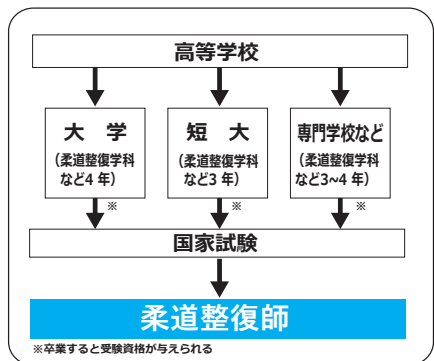 高等学校
大 学
(柔道整復学科
など4 年)
短 大
(柔道整復学科
など3 年)
専門学校など
(柔道整復学科
など3~4 年)
※
※
※
国家試験
柔道整復師
※卒業すると受験資格が与えられる